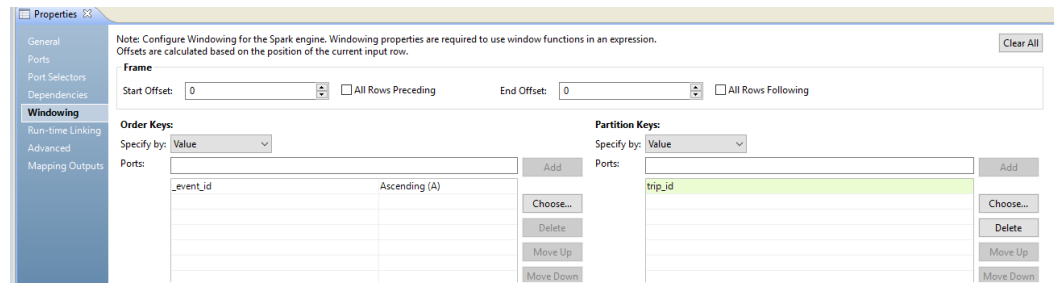 Properties
General
Ports
Port Selectors
Dependencies
Windowing
Run-time Linking
Advanced
Mapping Outputs
Note: Configure Windowing for the Spark engine. Windowing properties are required to use window functions in an expression.
Offsets are calculated based on the position of the current input row.
Clear All
Frame
Start Offset: 0 All Rows Preceding End Offset: 0 All Rows Following
Order Keys:
Specify by: Value
Ports: Add
_event_id Ascending (A)
Choose...
Delete
Move Up
Move Down
Partition Keys:
Specify by: Value
Ports: Add
trip_id
Choose...
Delete
Move Up
Move Down